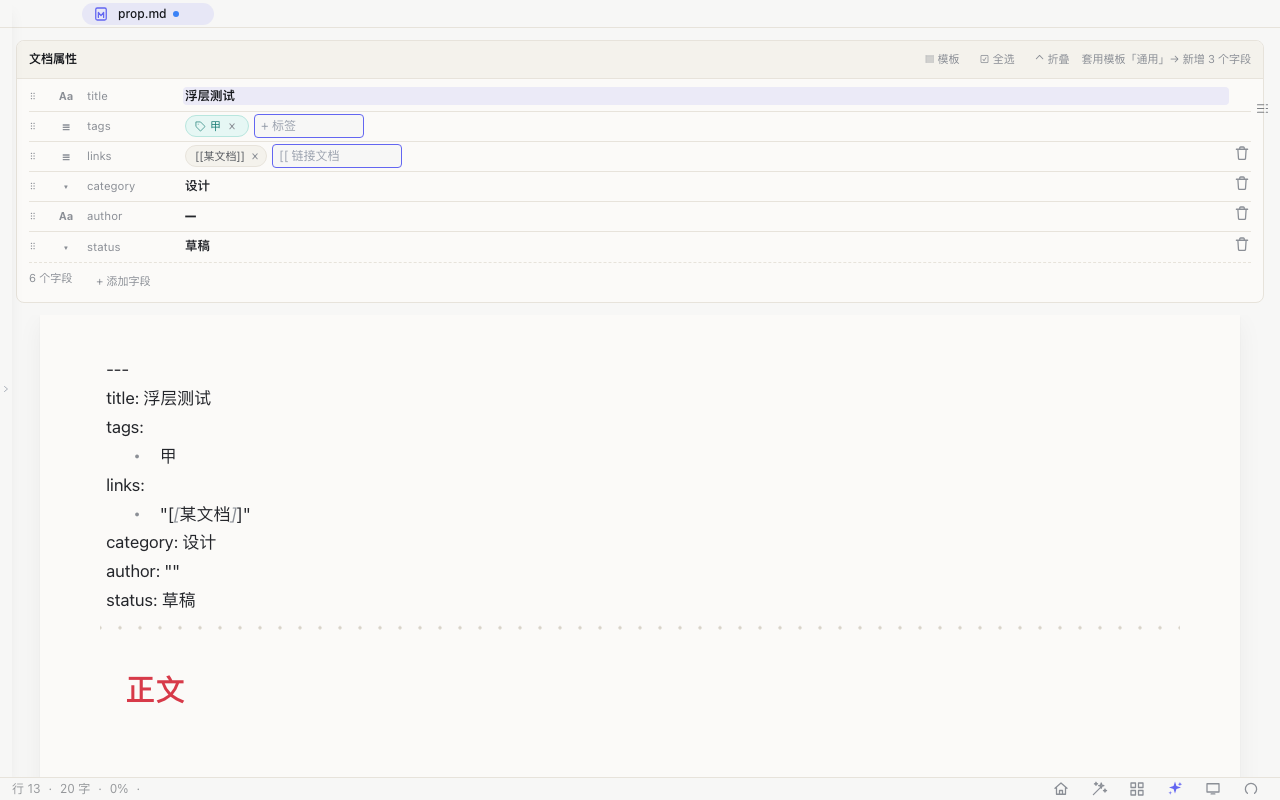 prop.md
文档属性
模板 全选 折叠 套用模板「通用」→ 新增 3 个字段
Aa title 浮层测试
tags 甲 × + 标签
links [[某文档]] × [[ 链接文档
category 设计
Aa author —
status 草稿
6 个字段 + 添加字段
---
title: 浮层测试
tags:
• 甲
links:
• "[[某文档]]"
category: 设计
author: ""
status: 草稿
正文
行 13 · 20 字 · 0% ·